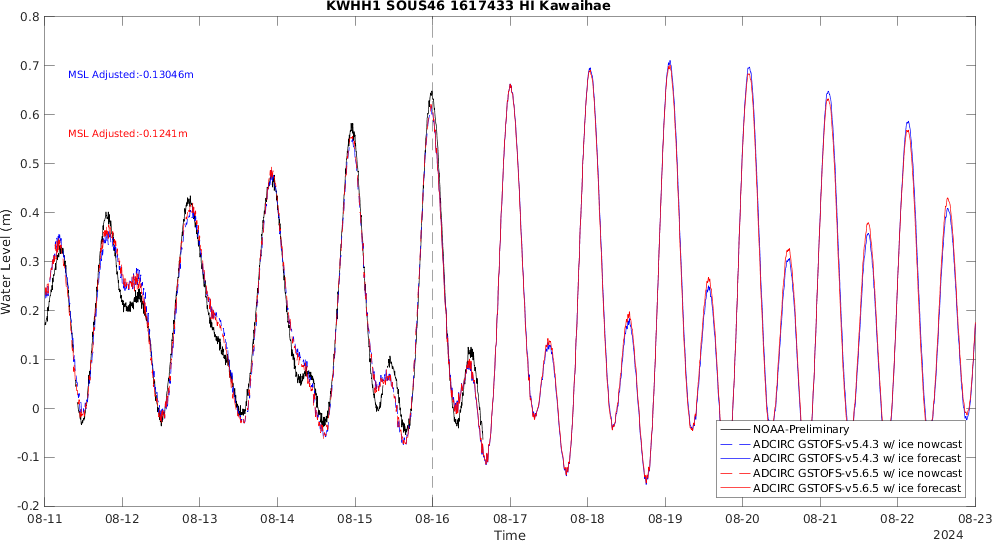 KWHH1 SOUS46 1617433 HI Kawaihae
0.8
0.7
0.6
0.5
0.4
0.3
0.2
0.1
0
-0.1
-0.2
Water Level (m)
MSL Adjusted:-0.13046m
MSL Adjusted:-0.1241m
NOAA-Preliminary
ADCIRC GSTOFS-v5.4.3 w/ ice nowcast
ADCIRC GSTOFS-v5.4.3 w/ ice forecast
ADCIRC GSTOFS-v5.6.5 w/ ice nowcast
ADCIRC GSTOFS-v5.6.5 w/ ice forecast
08-11 08-12 08-13 08-14 08-15 08-16 08-17 08-18 08-19 08-20 08-21 08-22 08-23
Time
2024